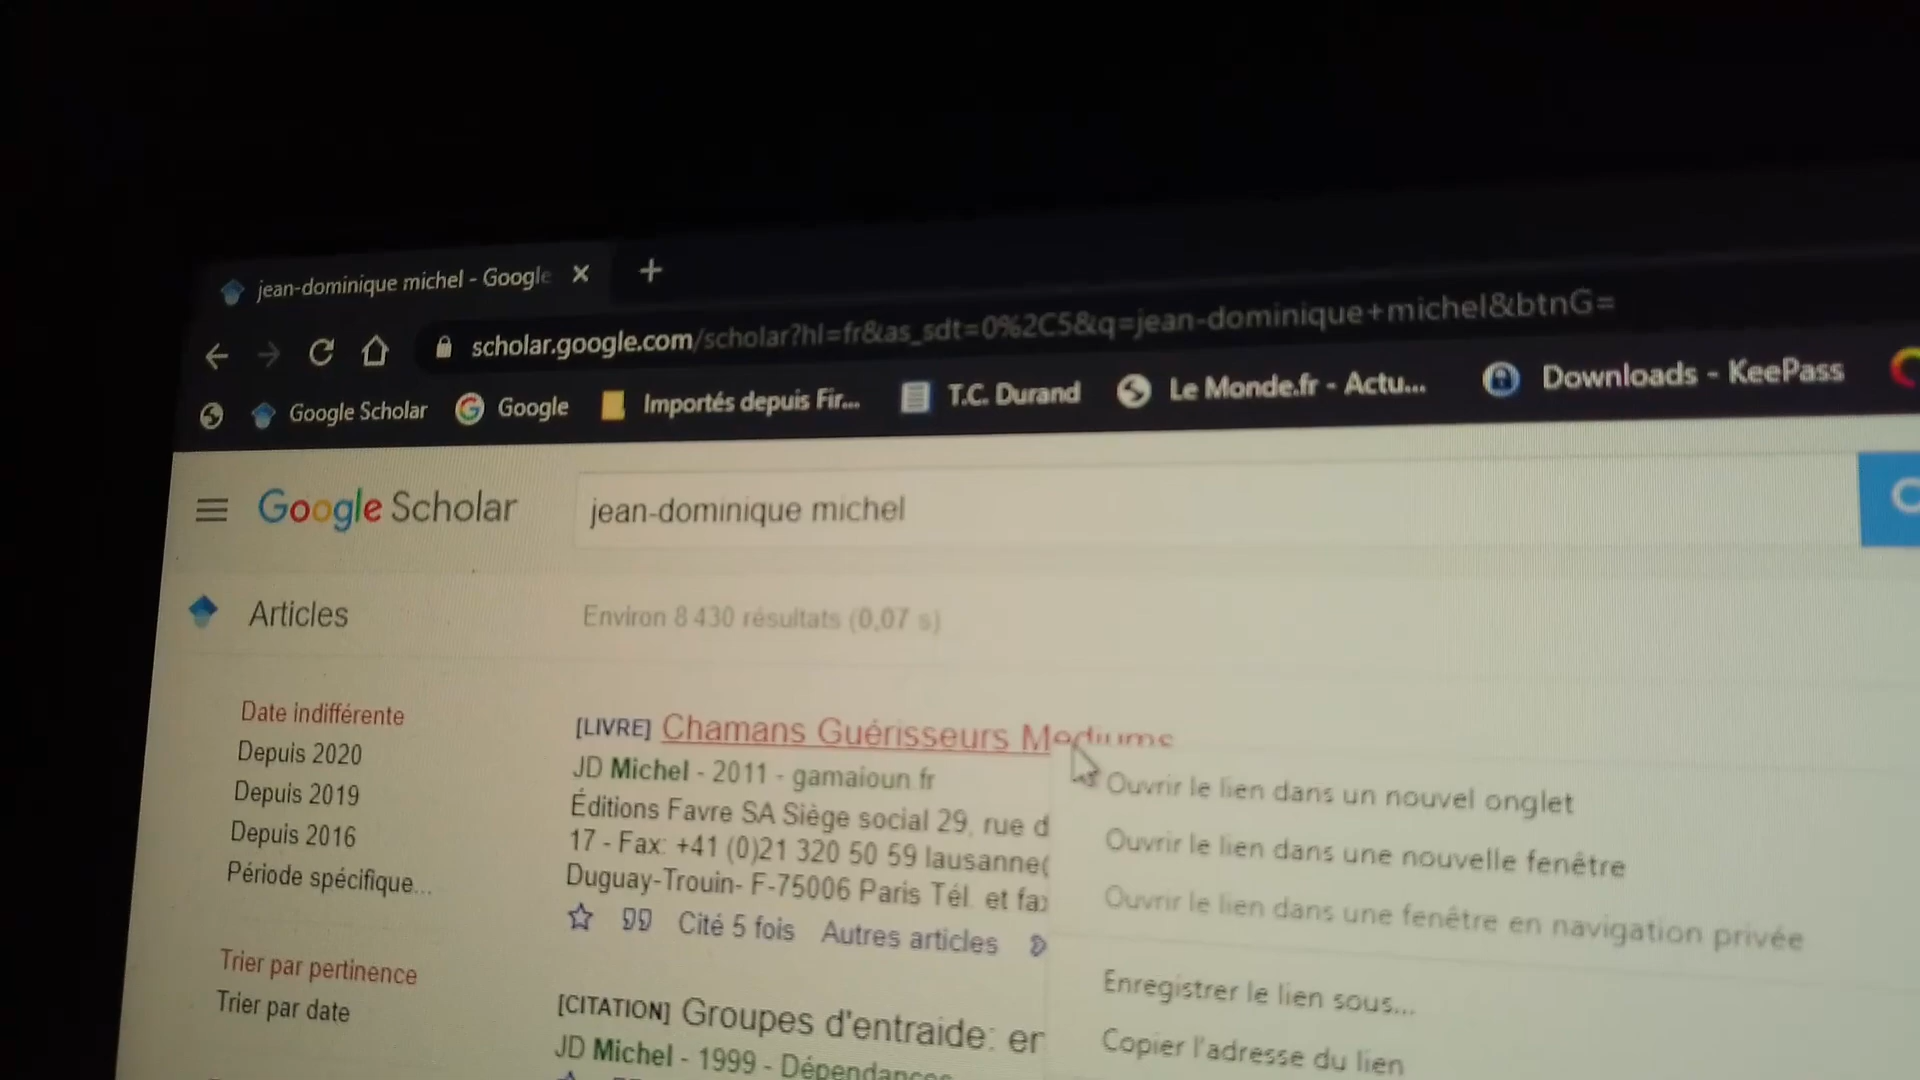 jean-dominique michel - Google
scholar.google.com/scholar?hl=fr&as_sdt=0%2C5&q=jean-dominique+michel&btnG=
Google Scholar
Google
Importés depuis Fir...
T.C. Durand
Le Monde.fr - Actu...
Downloads - KeePass
Google Scholar
jean-dominique michel
Articles
Environ 8 430 résultats (0,07 s)
Date indifférente
Depuis 2020
Depuis 2019
Depuis 2016
Période spécifique...
Trier par pertinence
Trier par date
[LIVRE] Chamans Guérisseurs Mediums
JD Michel - 2011 - gamaioun.fr
Éditions Favre SA Siège social 29, rue d
17 - Fax: +41 (0)21 320 50 59 lausanne(
Duguay-Trouin- F-75006 Paris Tél. et fax
Cité 5 fois Autres articles
[CITATION] Groupes d'entraide: en
JD Michel - 1999 - Dépendances
Ouvrir le lien dans un nouvel onglet
Ouvrir le lien dans une nouvelle fenêtre
Ouvrir le lien dans une fenêtre en navigation privée
Enregistrer le lien sous...
Copier l'adresse du lien